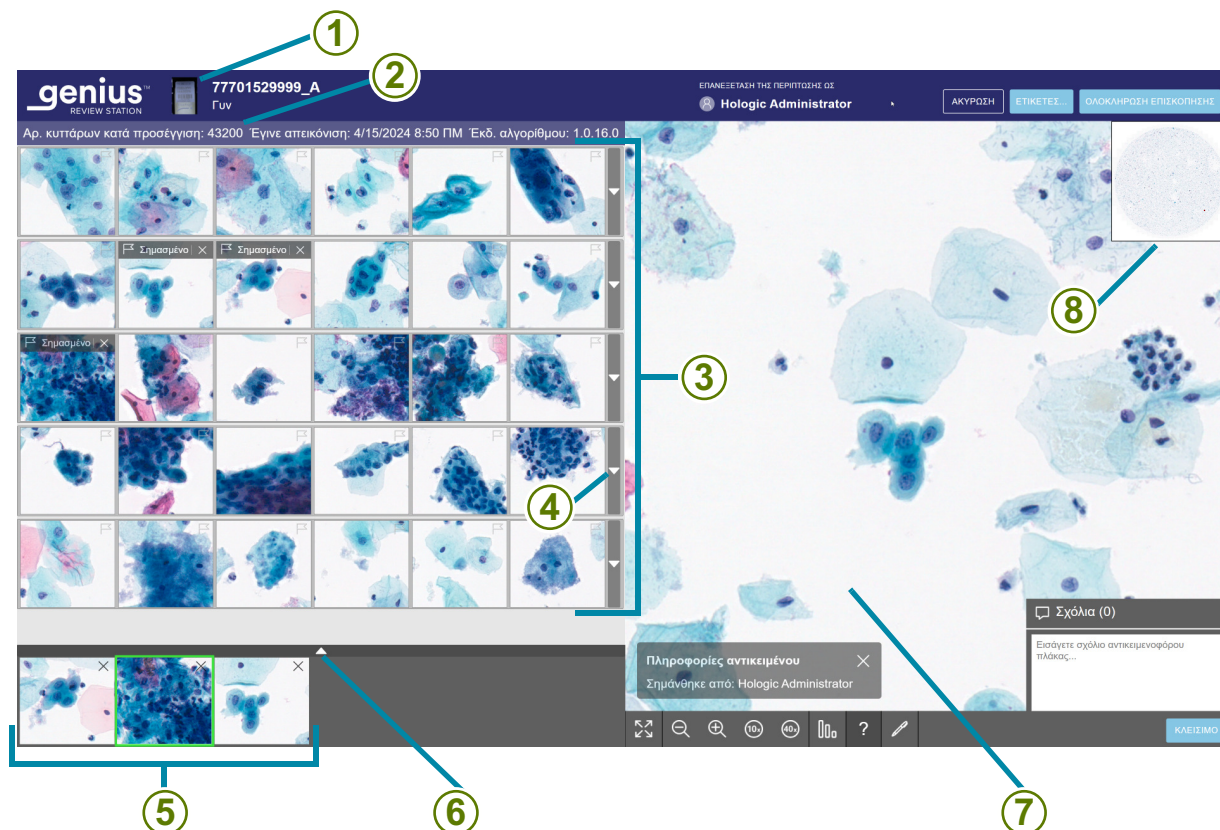 1
2
genius™
REVIEW STATION
77701529999_A
Γυν
ΕΠΑΝΕΞΕΤΑΣΗ ΤΗΣ ΠΕΡΙΠΤΩΣΗΣ ΩΣ
Hologic Administrator
ΑΚΥΡΩΣΗ
ΕΤΙΚΕΤΕΣ...
ΟΛΟΚΛΗΡΩΣΗ ΕΠΙΣΚΟΠΗΣΗΣ
Αρ. κυττάρων κατά προσέγγιση: 43200 Έγινε απεικόνιση: 4/15/2024 8:50 ΠΜ Έκδ. αλγορίθμου: 1.0.16.0
Σημασμένο
Σημασμένο
8
Σημασμένο
3
4
Σχόλια (0)
Εισάγετε σχόλιο αντικειμενοφόρου
πλάκας...
Πληροφορίες αντικειμένου
Σημάνθηκε από: Hologic Administrator
10x
40x
?
ΚΛΕΙΣΙΜΟ
5
6
7